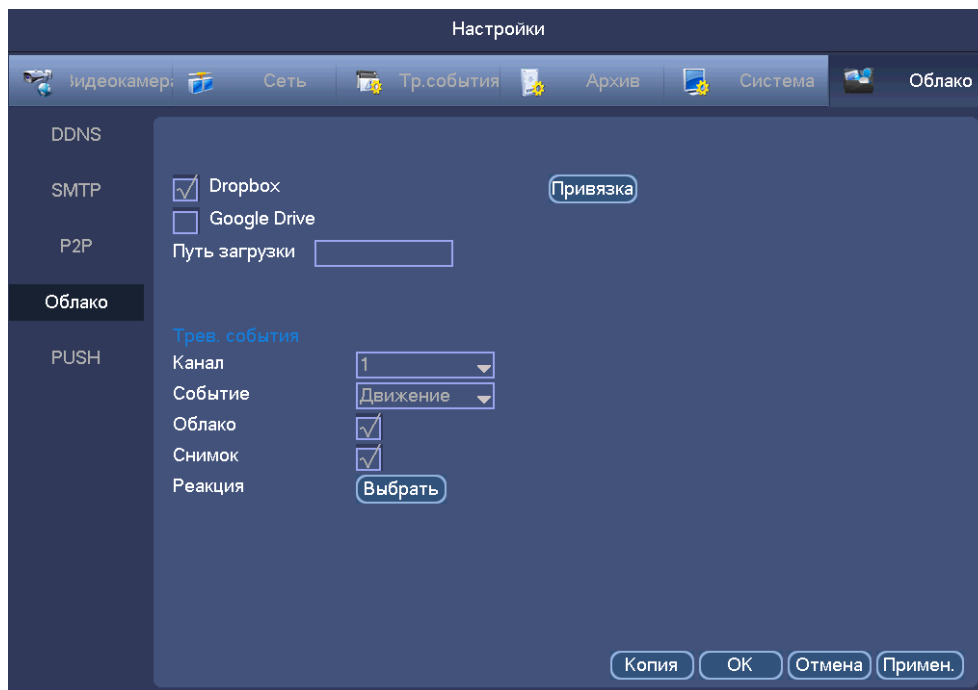 Настройки
Видеокамера Сеть Тр.события Архив Система Облако
DDNS
SMTP
P2P
Облако
PUSH
Dropbox Привязка
Google Drive
Путь загрузки
Трев. события
Канал 1
Событие Движение
Облако
Снимок
Реакция Выбрать
Копия OK Отмена Примен.